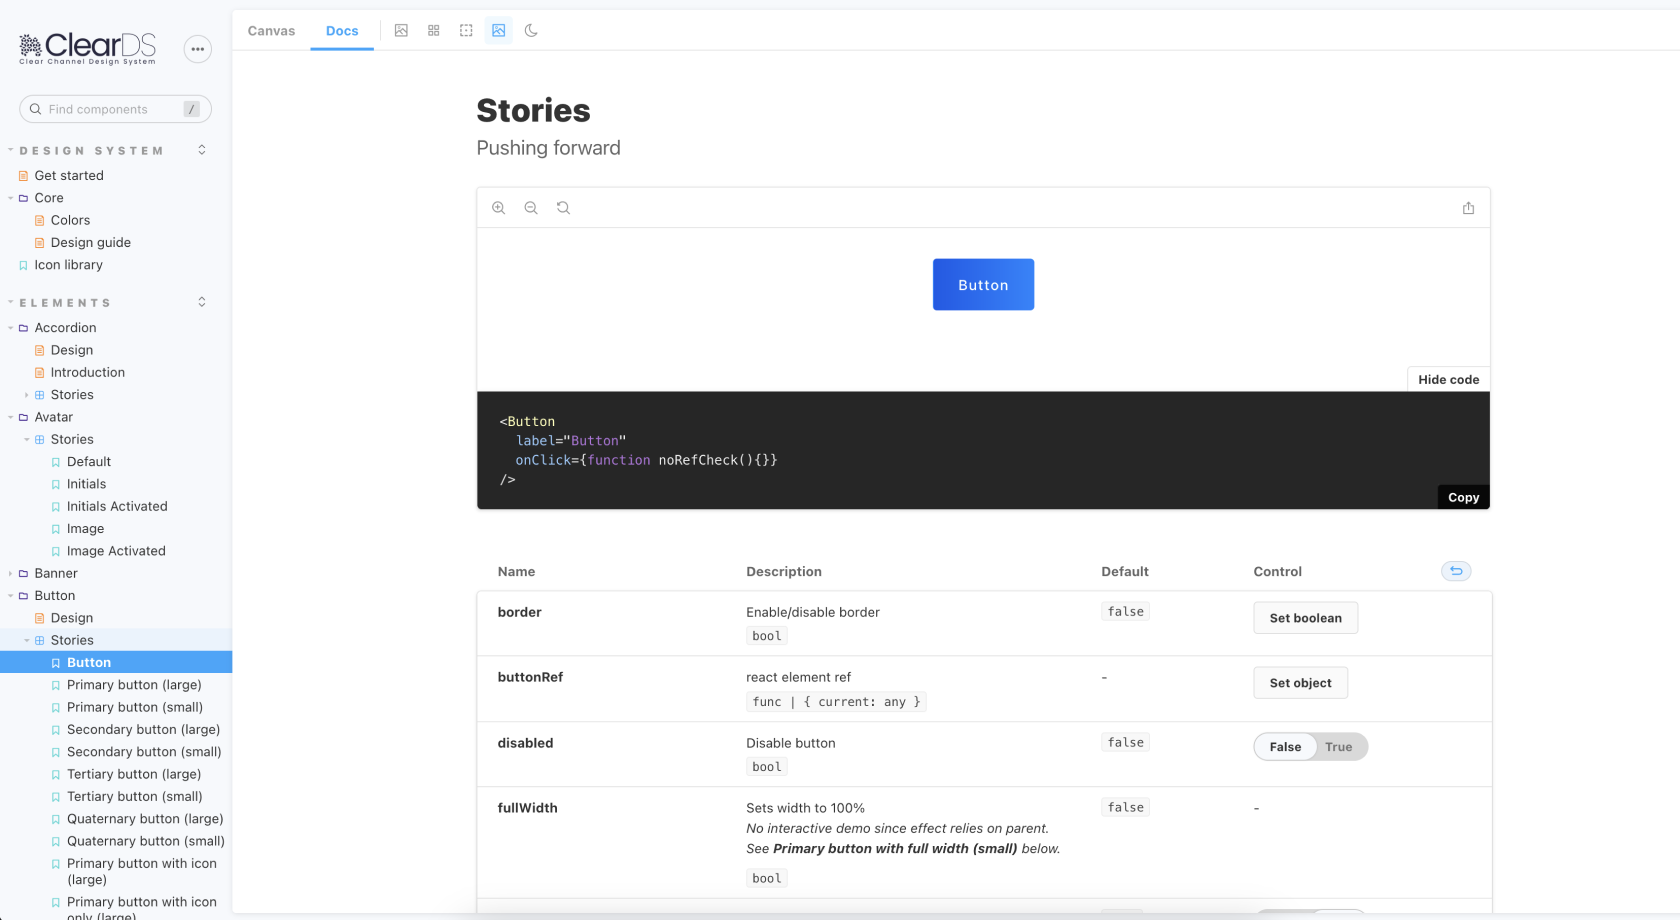 ClearDS
Clear Channel Design System
Find components /
DESIGN SYSTEM
Get started
Core
Colors
Design guide
Icon library
ELEMENTS
Accordion
Design
Introduction
Stories
Avatar
Stories
Default
Initials
Initials Activated
Image
Image Activated
Banner
Button
Design
Stories
Button
Primary button (large)
Primary button (small)
Secondary button (large)
Secondary button (small)
Tertiary button (large)
Tertiary button (small)
Quaternary button (large)
Quaternary button (small)
Primary button with icon
(large)
Primary button with icon
only (large)
Canvas Docs
Stories
Pushing forward
Button
Hide code
<Button
label="Button"
onClick={function noRefCheck(){}}
/>
Copy
Name Description Default Control
border Enable/disable border false Set boolean
bool
buttonRef react element ref - Set object
func | { current: any }
disabled Disable button false False True
bool
fullWidth Sets width to 100% false -
No interactive demo since effect relies on parent.
See Primary button with full width (small) below.
bool